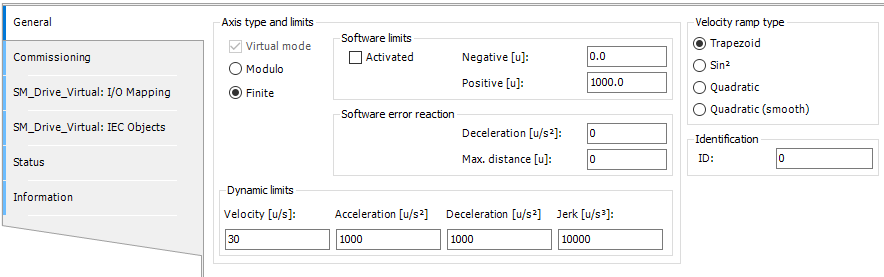 General
Commissioning
SM_Drive_Virtual: I/O Mapping
SM_Drive_Virtual: IEC Objects
Status
Information
Axis type and limits
Virtual mode
Modulo
Finite
Software limits
Activated
Negative [u]:
0.0
Positive [u]:
1000.0
Software error reaction
Deceleration [u/s²]:
0
Max. distance [u]:
0
Dynamic limits
Velocity [u/s]: Acceleration [u/s²] Deceleration [u/s²] Jerk [u/s³]:
30 1000 1000 10000
Velocity ramp type
Trapezoid
Sin²
Quadratic
Quadratic (smooth)
Identification
ID: 0